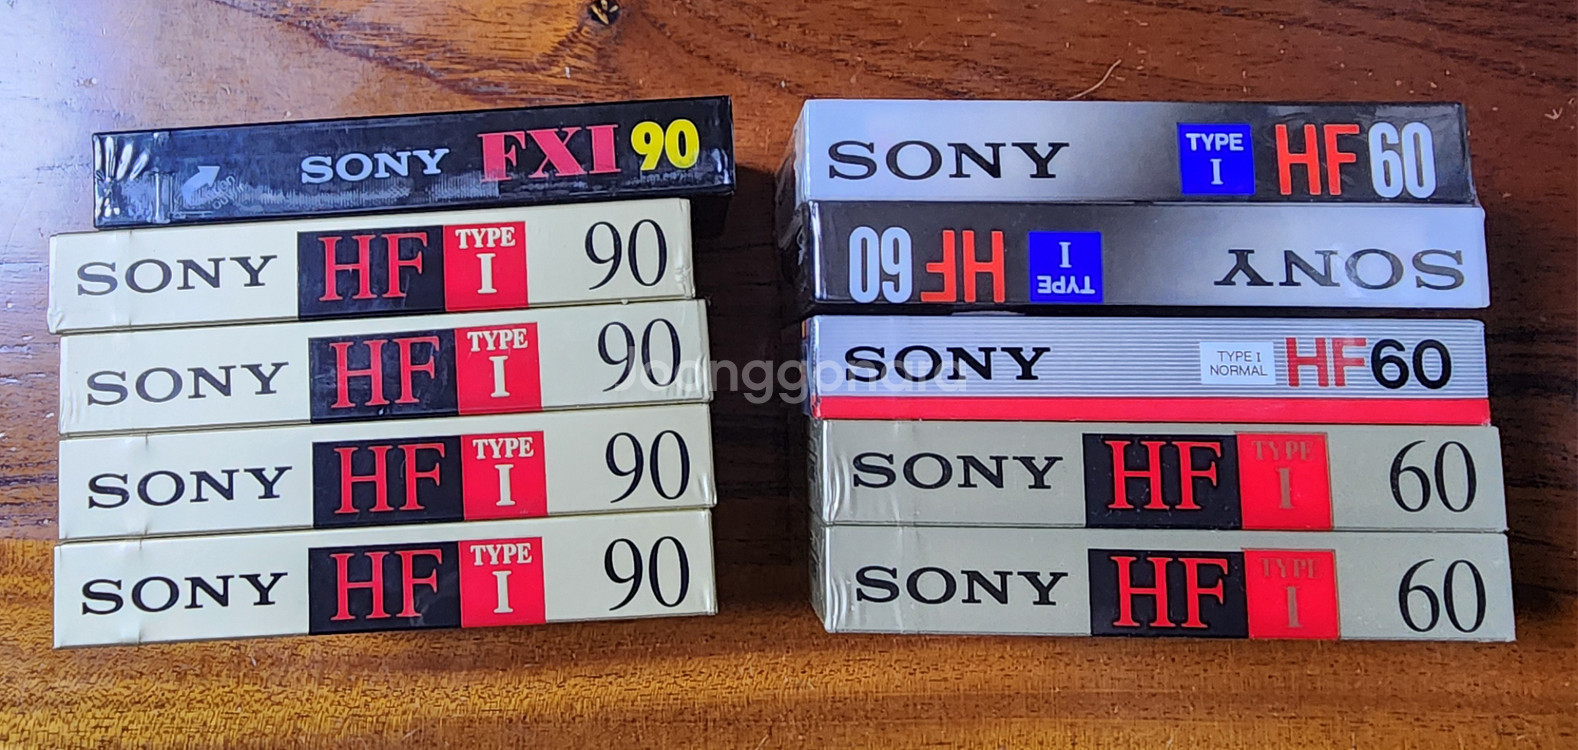 SONY FXI 90
SONY HF TYPE I 90
SONY HF TYPE I 90
SONY HF TYPE I 90
SONY HF TYPE I 90
SONY TYPE I HF 60
SONY TYPE I HF 60
SONY TYPE I NORMAL HF 60
SONY HF TYPE I 60
SONY HF TYPE I 60
Joonggonara